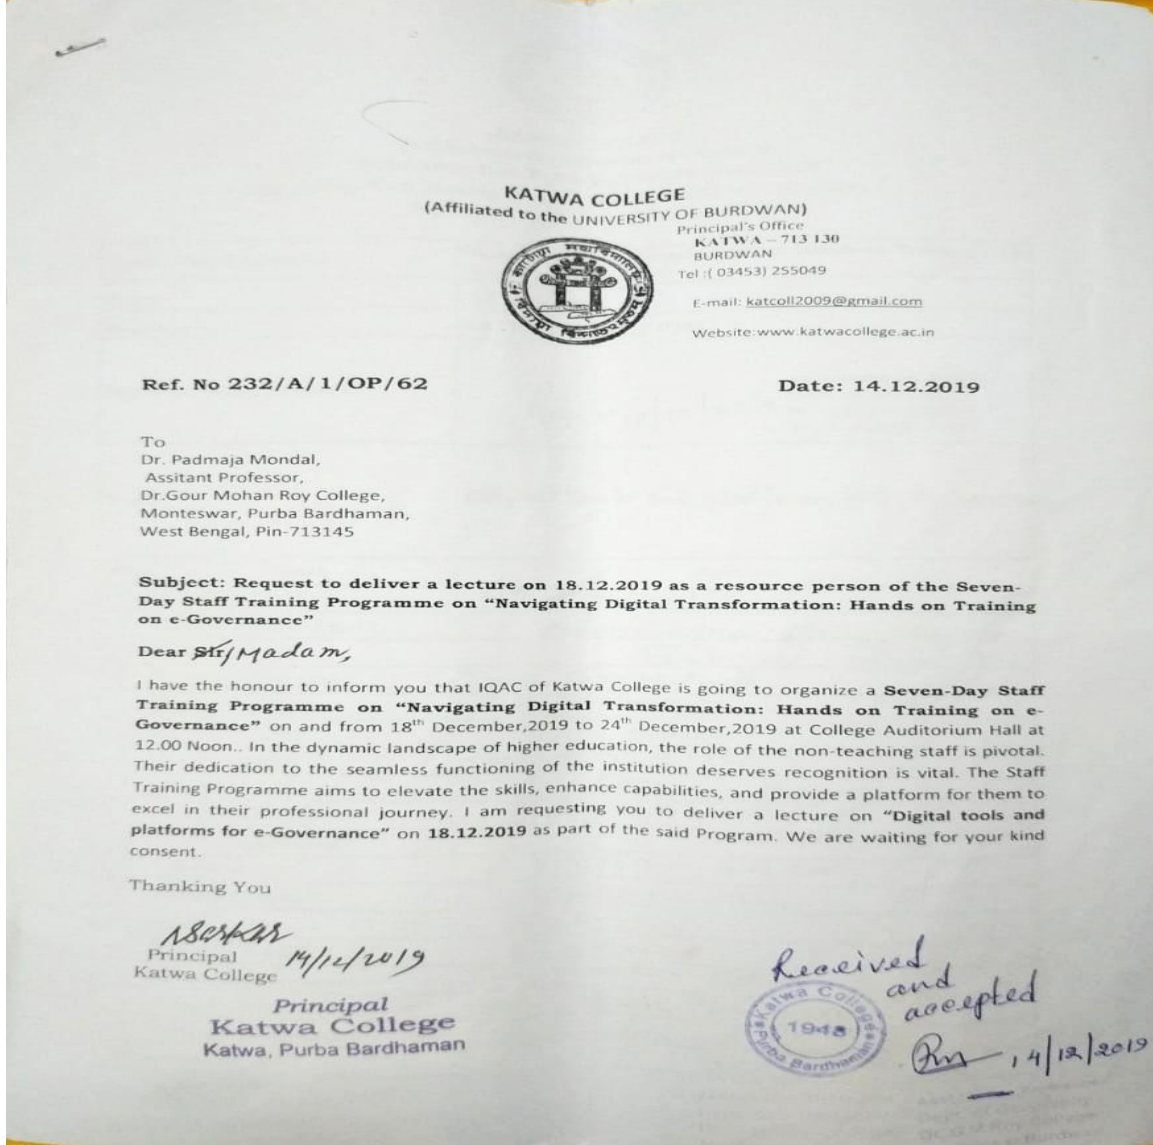 KATWA COLLEGE
(Affiliated to the UNIVERSITY OF BURDWAN)
Principal's Office
KATWA – 713 130
BURDWAN
Tel :( 03453) 255049
E-mail: katcoll2009@gmail.com
Website:www.katwacollege.ac.in
Ref. No 232/A/1/OP/62
Date: 14.12.2019
To
Dr. Padmaja Mondal,
Assitant Professor,
Dr.Gour Mohan Roy College,
Monteswar, Purba Bardhaman,
West Bengal, Pin-713145
Subject: Request to deliver a lecture on 18.12.2019 as a resource person of the Seven-
Day Staff Training Programme on “Navigating Digital Transformation: Hands on Training
on e-Governance”
Dear Sir/Madam,
I have the honour to inform you that IQAC of Katwa College is going to organize a Seven-Day Staff
Training Programme on “Navigating Digital Transformation: Hands on Training on e-
Governance” on and from 18th December,2019 to 24th December,2019 at College Auditorium Hall at
12.00 Noon.. In the dynamic landscape of higher education, the role of the non-teaching staff is pivotal.
Their dedication to the seamless functioning of the institution deserves recognition is vital. The Staff
Training Programme aims to elevate the skills, enhance capabilities, and provide a platform for them to
excel in their professional journey. I am requesting you to deliver a lecture on “Digital tools and
platforms for e-Governance” on 18.12.2019 as part of the said Program. We are waiting for your kind
consent.
Thanking You
Principal
14/12/2019
Katwa College
Principal
Katwa College
Katwa, Purba Bardhaman
Received
and
accepted
Katwa College
1948
Purba Bardhaman
14/12/2019